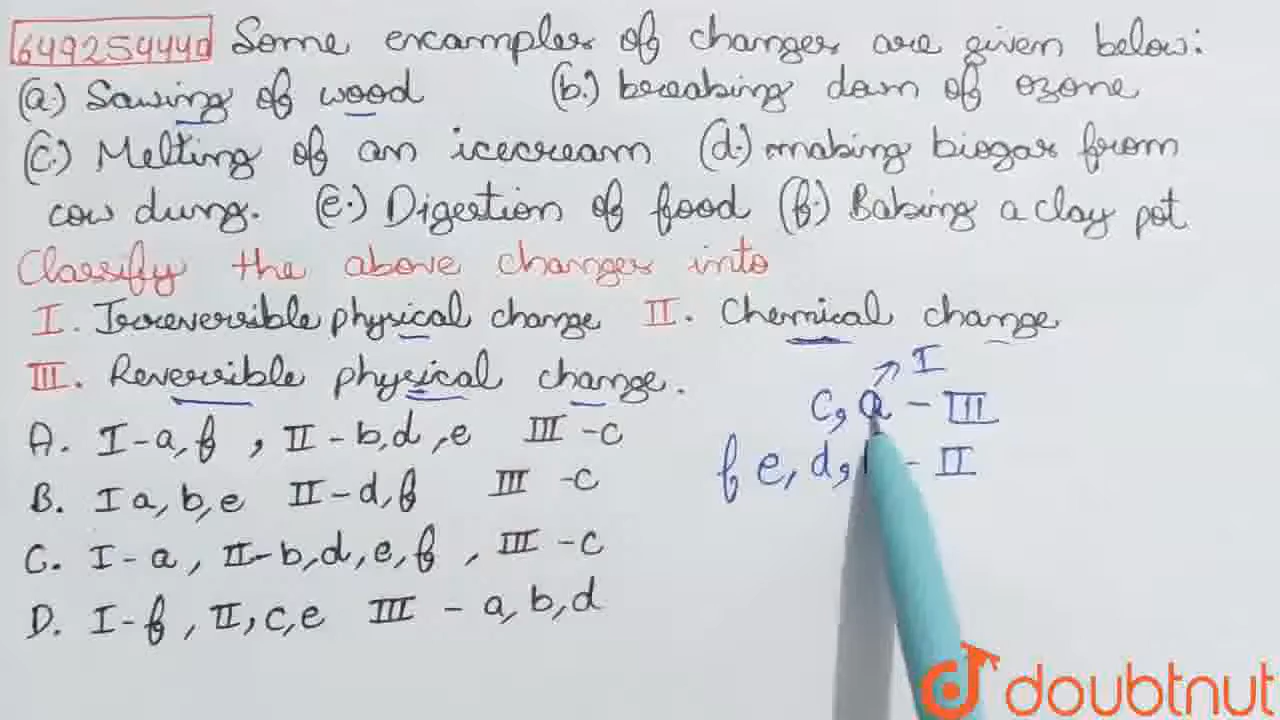 649254440 Some examples of changes are given below:
(a.) Sawing of wood (b.) breaking down of ozone
(c.) Melting of an icecream (d.) making biogas from
cow dung. (e.) Digestion of food (f.) Baking a clay pot
Classify the above changes into
I. Irreversible physical change II. Chemical change
III. Reversible physical change.
I
c, a - III
f e, d, - II
A. I-a, f , II-b,d,e III-c
B. I a, b, e II-d, f III-c
C. I-a, II-b,d,e,f , III-c
D. I-f, II, c, e III - a, b, d
doubtnut